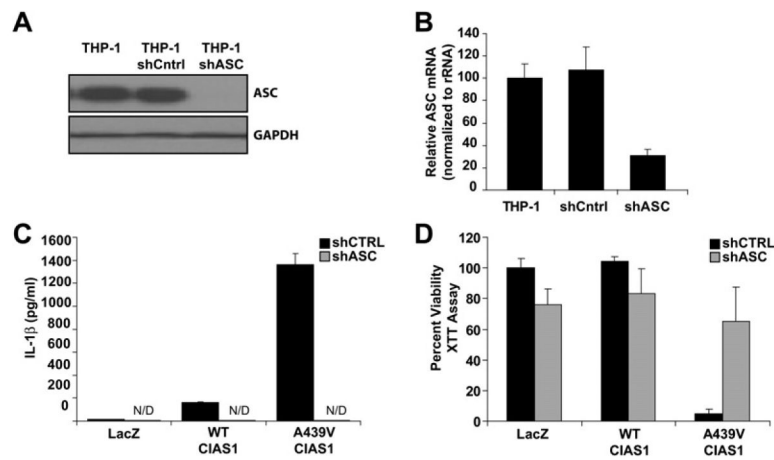 A
THP-1 THP-1 THP-1
shCntrl shASC
ASC
GAPDH
B
Relative ASC mRNA
(normalized to rRNA)
140
120
100
80
60
40
20
0
THP-1 shCntrl shASC
C
shCTRL
shASC
IL-1β (pg/ml)
1600
1400
1200
1000
800
600
400
200
0
N/D N/D N/D
LacZ WT A439V
CIAS1 CIAS1
D
shCTRL
shASC
Percent Viability
XTT Assay
120
100
80
60
40
20
0
LacZ WT A439V
CIAS1 CIAS1